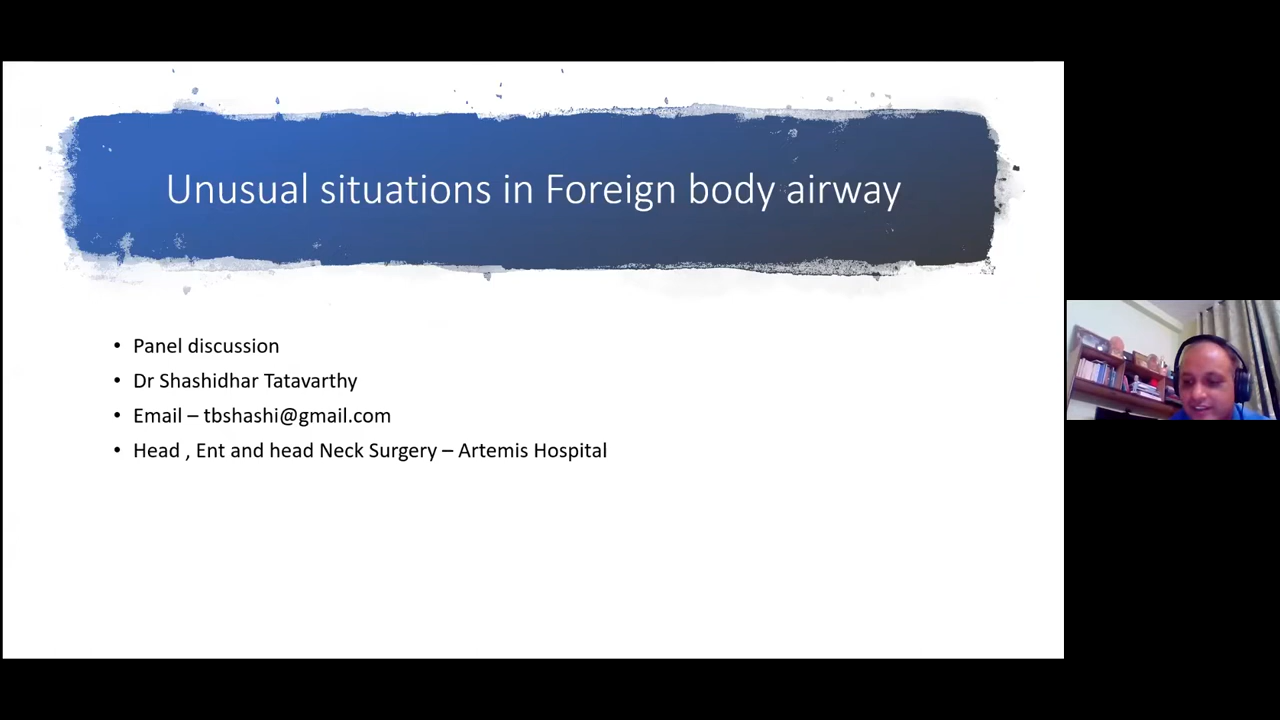 Unusual situations in Foreign body airway
• Panel discussion
• Dr Shashidhar Tatavarthy
• Email – tbshashi@gmail.com
• Head , Ent and head Neck Surgery – Artemis Hospital